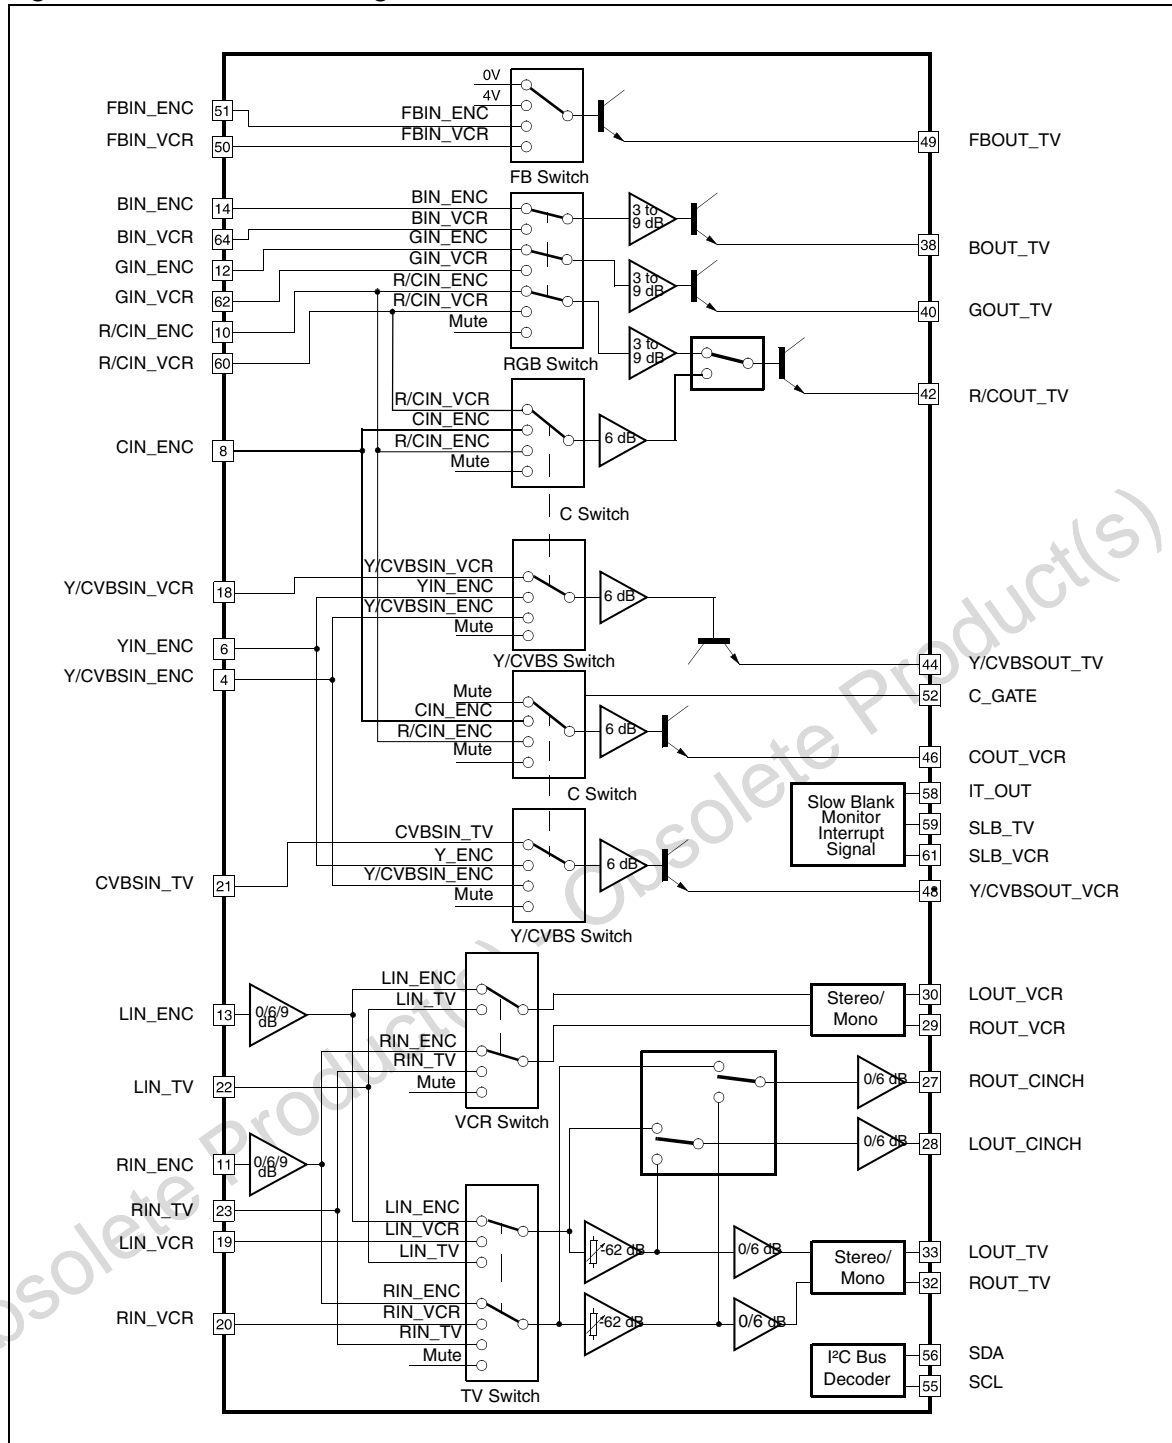 0V
4V
FBIN_ENC
51
FBIN_ENC
FBIN_VCR
50
FBIN_VCR
49
FBOUT_TV
FB Switch
BIN_ENC
14
BIN_ENC
BIN_VCR
64
BIN_VCR
GIN_ENC
12
GIN_ENC
GIN_VCR
62
GIN_VCR
R/CIN_ENC
10
R/CIN_ENC
R/CIN_VCR
60
R/CIN_VCR
Mute
RGB Switch
3 to
9 dB
38
BOUT_TV
3 to
9 dB
40
GOUT_TV
3 to
9 dB
42
R/COUT_TV
CIN_ENC
8
R/CIN_VCR
CIN_ENC
R/CIN_ENC
Mute
6 dB
C Switch
Y/CVBSIN_VCR
18
Y/CVBSIN_VCR
YIN_ENC
Y/CVBSIN_ENC
Mute
6 dB
YIN_ENC
6
Y/CVBSIN_ENC
4
Y/CVBS Switch
44
Y/CVBSOUT_TV
52
C_GATE
Mute
CIN_ENC
R/CIN_ENC
Mute
6 dB
46
COUT_VCR
C Switch
Slow Blank
Monitor
Interrupt
Signal
58
IT_OUT
59
SLB_TV
61
SLB_VCR
CVBSIN_TV
21
CVBSIN_TV
Y_ENC
Y/CVBSIN_ENC
Mute
6 dB
48
Y/CVBSOUT_VCR
Y/CVBS Switch
LIN_ENC
13
0/6/9
dB
LIN_ENC
LIN_TV
RIN_ENC
RIN_TV
Mute
VCR Switch
Stereo/
Mono
30
LOUT_VCR
29
ROUT_VCR
LIN_TV
22
0/6 dB
27
ROUT_CINCH
0/6 dB
28
LOUT_CINCH
RIN_ENC
11
0/6/9
dB
RIN_TV
23
LIN_VCR
19
RIN_VCR
20
LIN_ENC
LIN_VCR
LIN_TV
RIN_ENC
RIN_VCR
RIN_TV
Mute
TV Switch
-62 dB
0/6 dB
-62 dB
0/6 dB
Stereo/
Mono
33
LOUT_TV
32
ROUT_TV
I²C Bus
Decoder
56
SDA
55
SCL
Obsolete Product(s) - Obsolete Product(s)